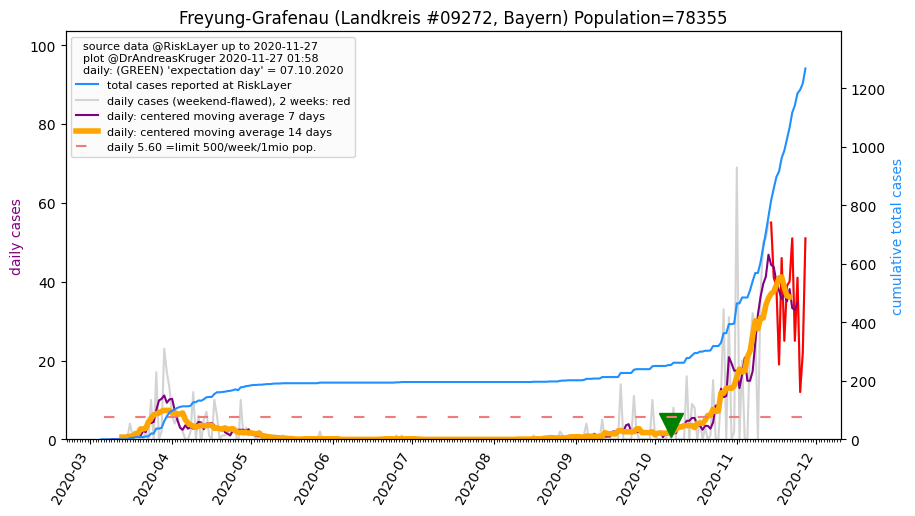 Freyung-Grafenau (Landkreis #09272, Bayern) Population=78355
source data @RiskLayer up to 2020-11-27
plot @DrAndreasKruger 2020-11-27 01:58
daily: (GREEN) 'expectation day' = 07.10.2020
total cases reported at RiskLayer
daily cases (weekend-flawed), 2 weeks: red
daily: centered moving average 7 days
daily: centered moving average 14 days
daily 5.60 =limit 500/week/1mio pop.
daily cases
100
80
60
40
20
0
cumulative total cases
1200
1000
800
600
400
200
0
2020-03
2020-04
2020-05
2020-06
2020-07
2020-08
2020-09
2020-10
2020-11
2020-12